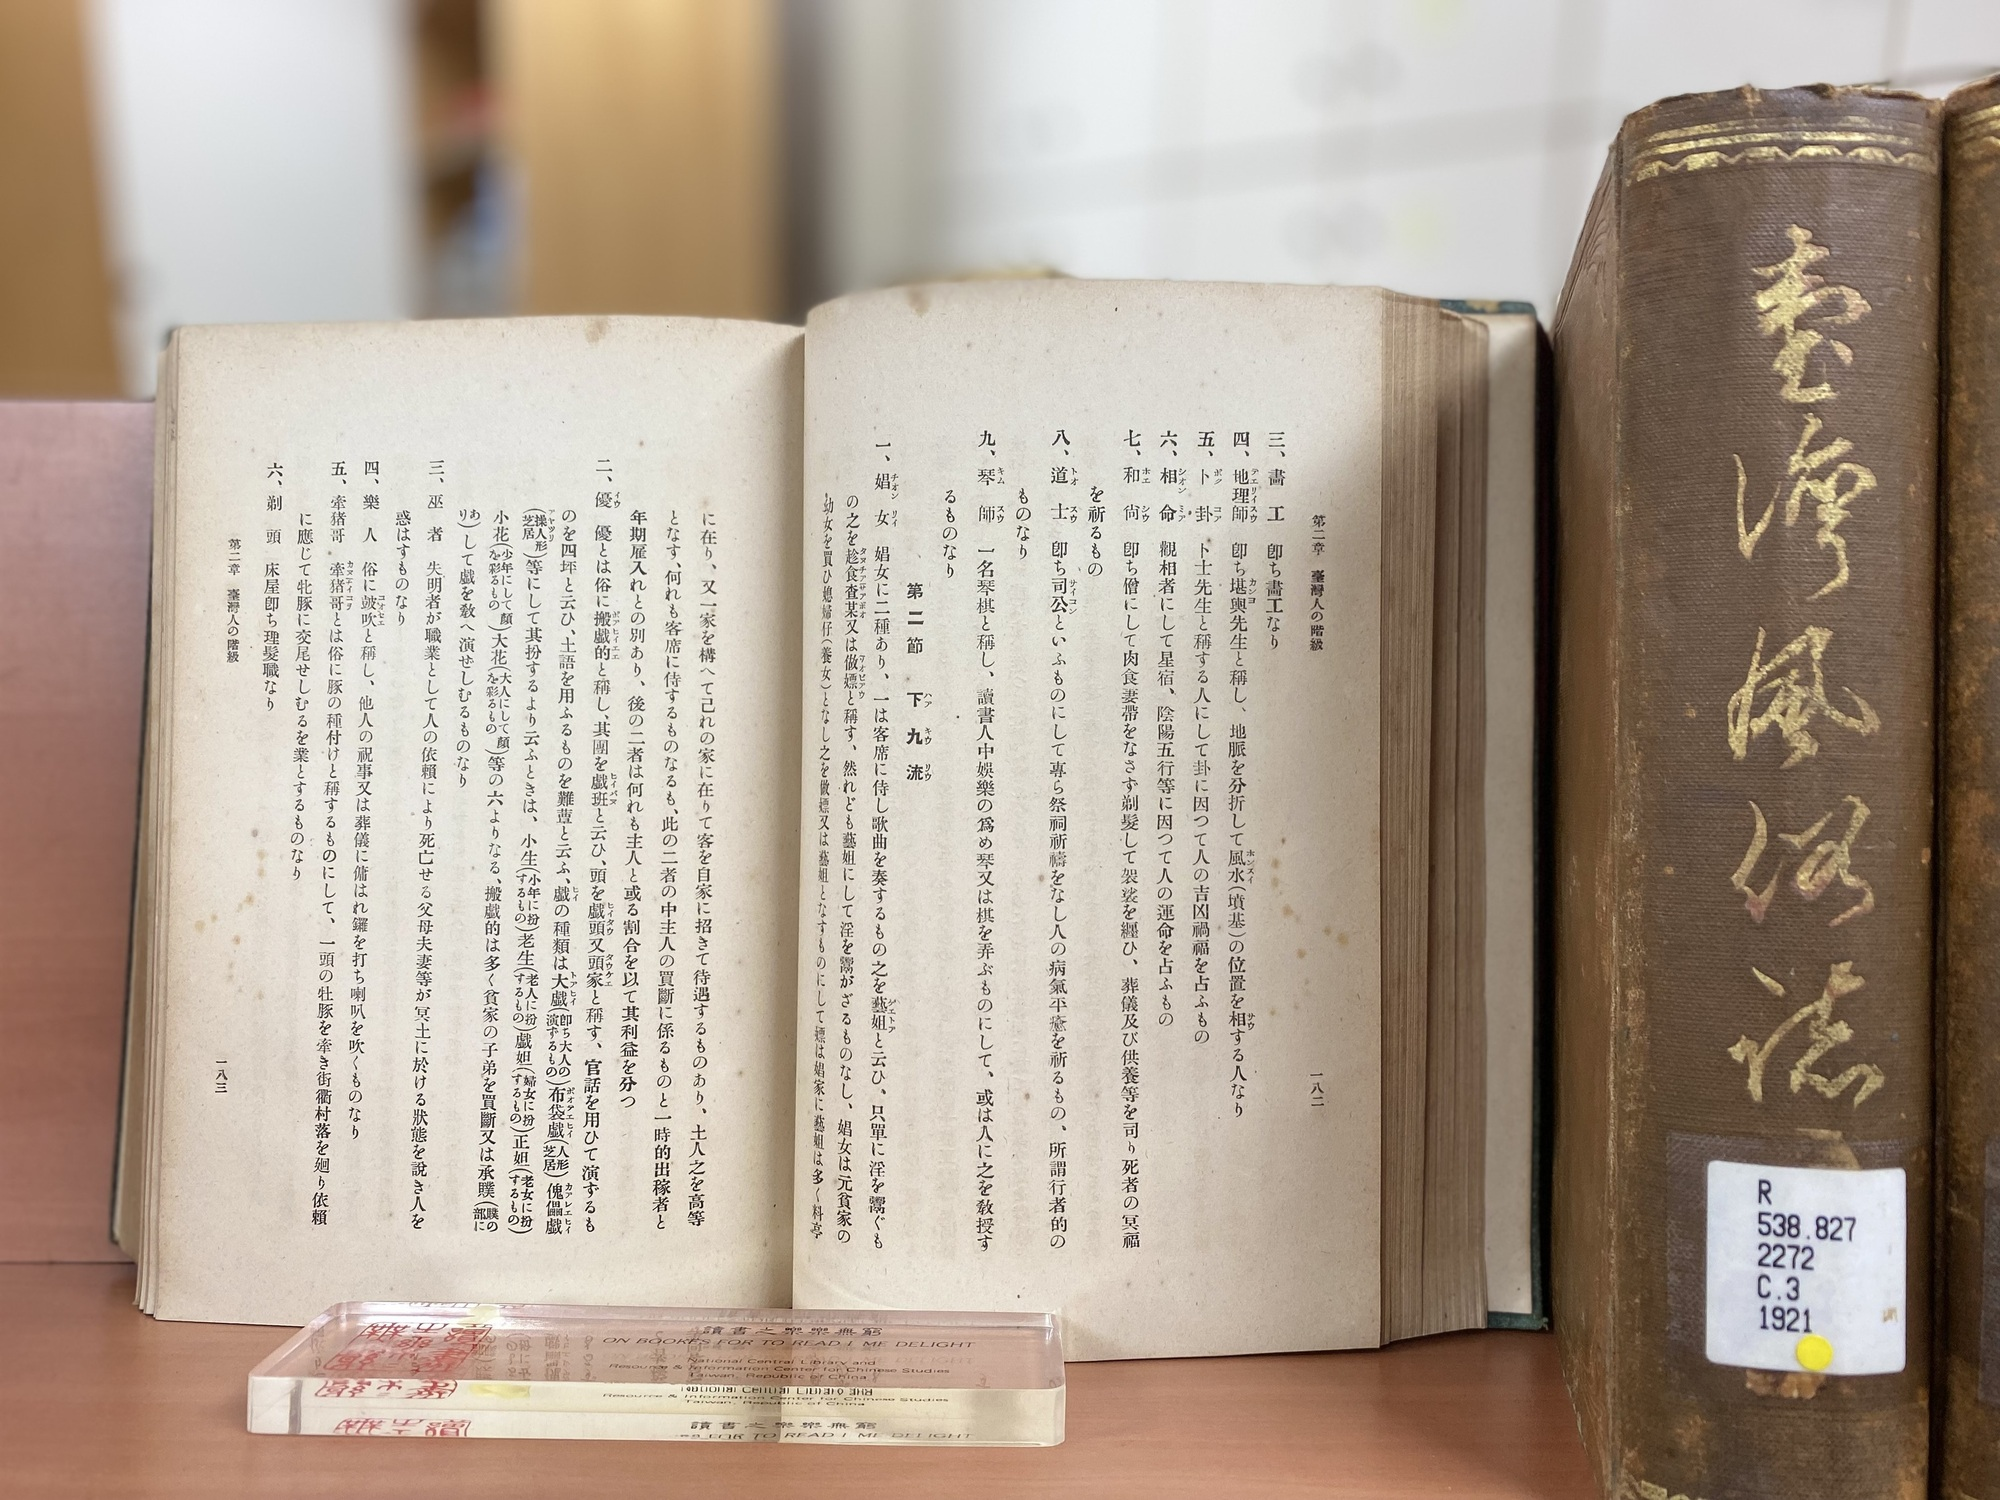 第二章 臺灣人の階級
一八二
三、畵工 卽ち畵工なり
四、地理師 卽ち堪輿先生と稱し、地脈を分折して風水(墳墓)の位置を相する人なり
五、卜卦 卜士先生と稱する人にして卦に因つて人の吉凶禍福を占ふもの
六、相命 觀相者にして星宿、陰陽五行等に因つて人の運命を占ふもの
七、和尙 卽ち僧にして肉食妻帶をなさず剃髮して袈裟を纒ひ、葬儀及び供養等を司り死者の冥福
を祈るもの
八、道士 卽ち司公といふものにして專ら祭祠祈禱をなし人の病氣平癒を祈るもの、所謂行者的の
ものなり
九、琴師 一名琴棋と稱し、讀書人中娛樂の爲め琴又は棋を弄ぶものにして、或は人に之を敎授す
るものなり
第二節 下九流
一、娼女 娼女に二種あり、一は客席に侍し歌曲を奏するもの之を藝妲と云ひ、只單に淫を鬻ぐも
の之を趁食査某又は做嫖と稱す、然れども藝妲にして淫を鬻がざるものなし、娼女は元貧家の
幼女を買ひ媳婦仔(養女)となし之を做嫖又は藝妲となすものにして嫖は娼家に藝妲は多く料亭
に在り、又一家を構へて己れの家に在りて客を自家に招きて待遇するものあり、土人之を高等
となす、何れも客席に侍するものなるも、此の二者の中主人の買斷に係るものと一時的出稼者と
年期雇入れとの別あり、後の二者は何れも主人と或る割合を以て其利益を分つ
二、優 優とは俗に搬戲的と稱し、其團を戲班と云ひ、頭を戲頭又頭家と稱す、官話を用ひて演するも
のを四坪と云ひ、土語を用ふるものを難壹と云ふ、戲の種類は大戲(卽ち大人の演するもの)布袋戲(人形芝居)傀儡戲
(操人形芝居)等にして其扮するより云ふときは、小生(小年に扮するもの)老生(老人に扮するもの)戲妲(婦女に扮するもの)正妲(老女に扮するもの)
小花(少年にして顏を彩るもの)大花(大人にして顏を彩るもの)等の六よりなる、搬戲的は多く貧家の子弟を買斷又は承贌(贌の部に
あり)して戲を敎へ演せしむるものなり
三、巫者 失明者が職業として人の依賴により死亡せる父母夫妻等が冥土に於ける狀態を說き人を
惑はすものなり
四、樂人 俗に皷吹と稱し、他人の祝事又は葬儀に傭はれ鑼を打ち喇叭を吹くものなり
五、牽猪哥 牽猪哥とは俗に豚の種付けと稱するものにして、一頭の牡豚を牽き街衢村落を廻り依賴
に應じて牝豚に交尾せしむるを業とするものなり
六、剃頭 床屋卽ち理髮職なり
第二章 臺灣人の階級
一八三
臺灣風俗誌
R
538.827
2272
C.3
1921
讀書之樂樂無窮
National Central Library and
Resource & Information Center for Chinese Studies
Taiwan, Republic of China